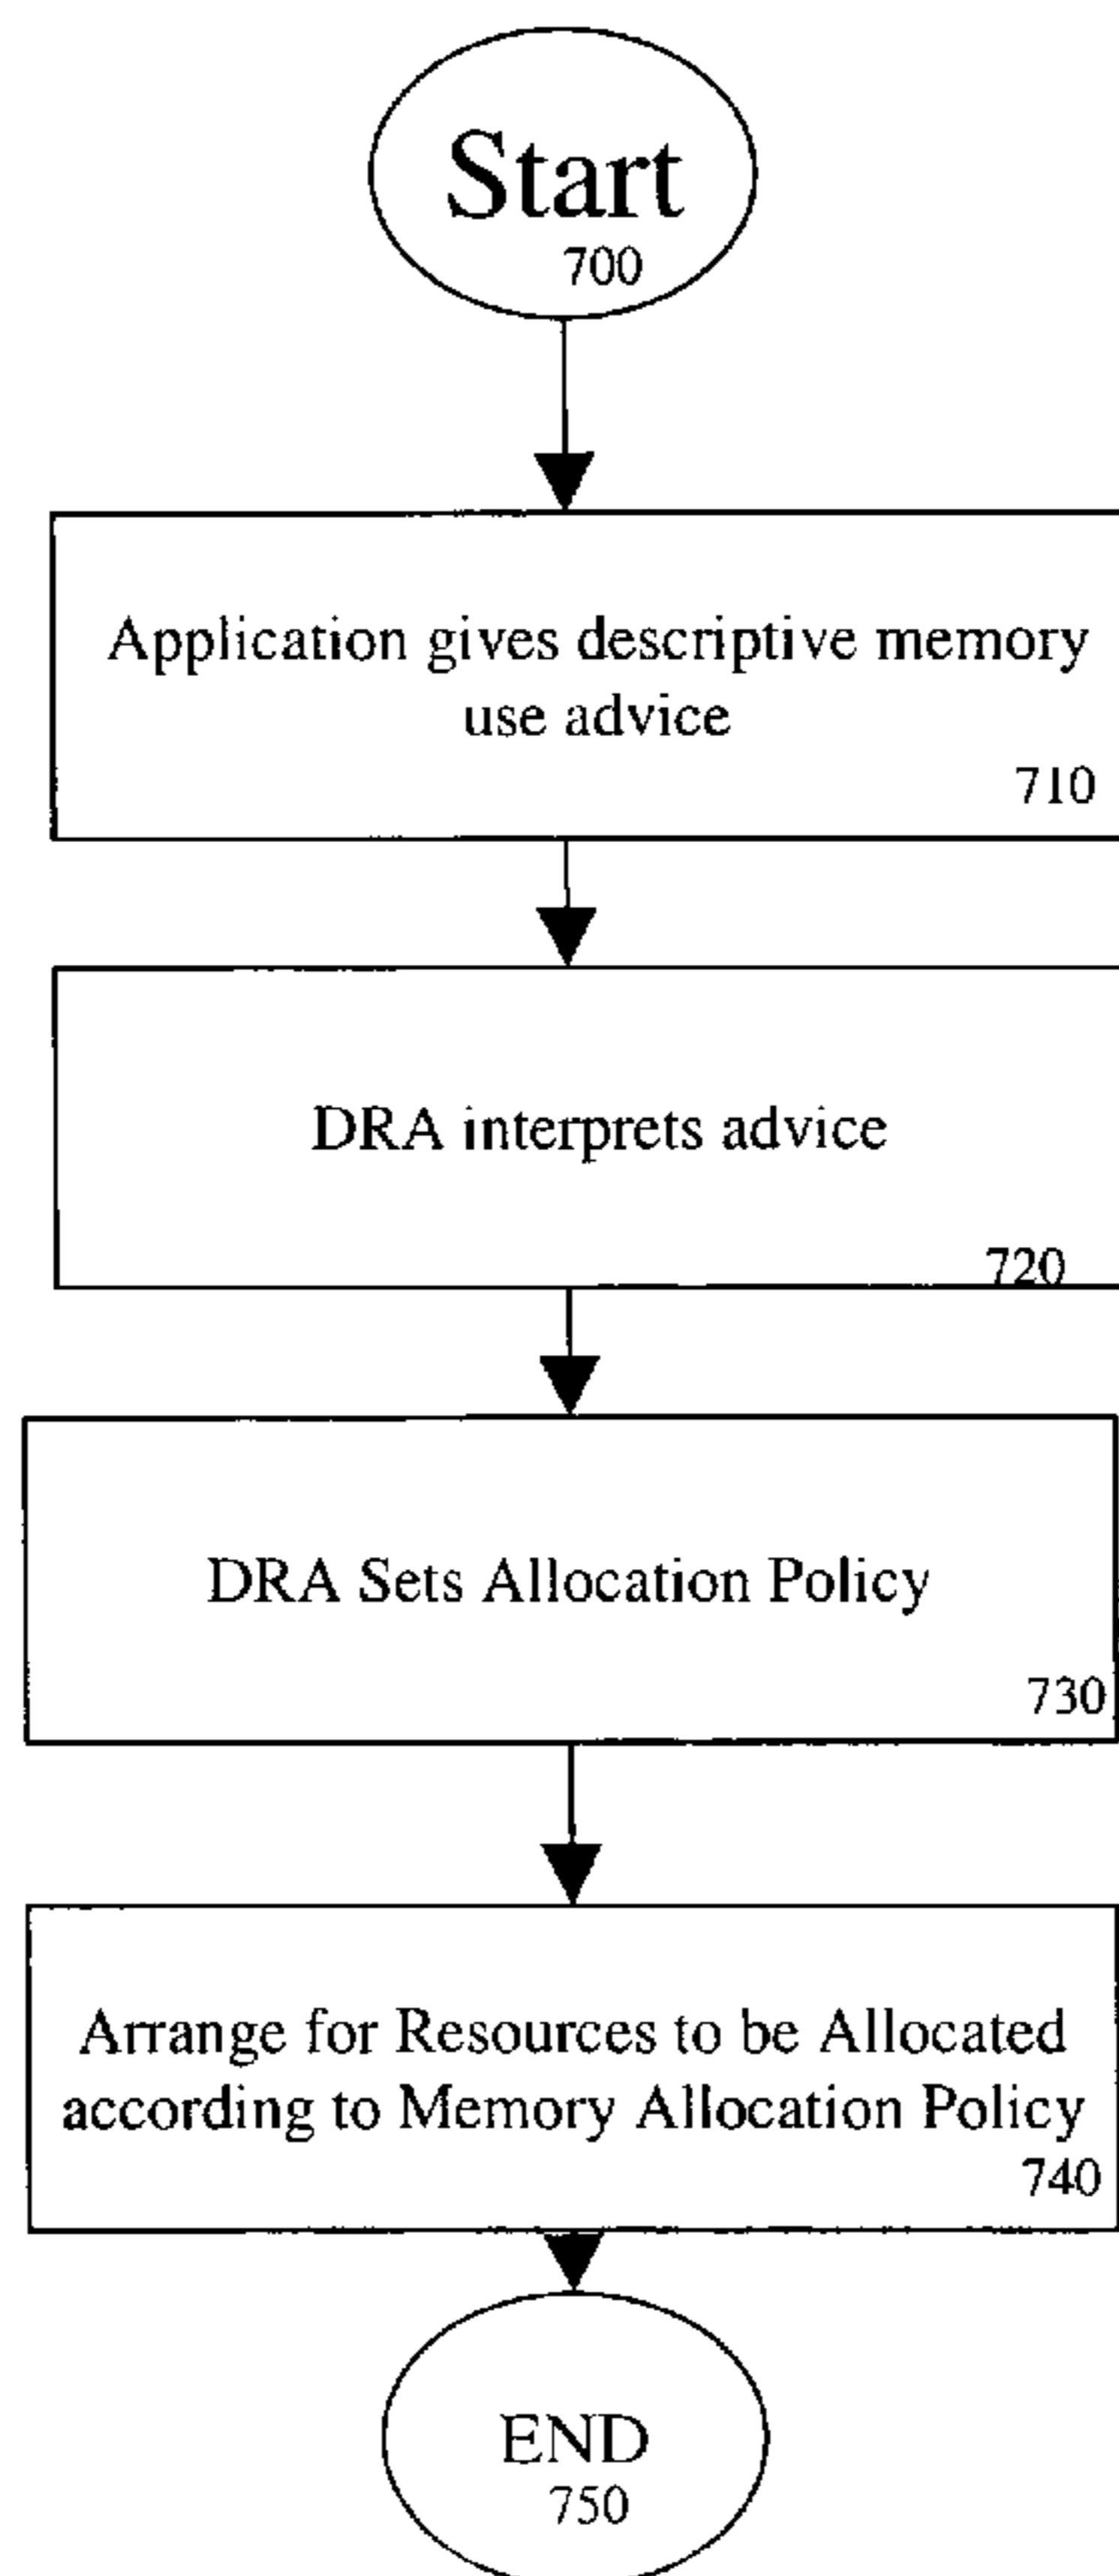 Start
700
Application gives descriptive memory
use advice
710
DRA interprets advice
720
DRA Sets Allocation Policy
730
Arrange for Resources to be Allocated
according to Memory Allocation Policy
740
END
750